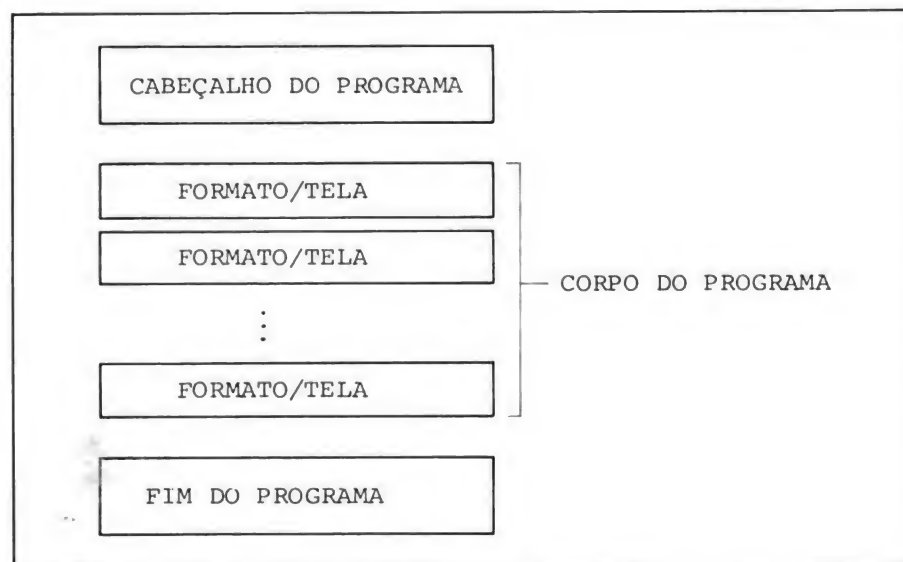 CABEÇALHO DO PROGRAMA
FORMATO/TELA
FORMATO/TELA
FORMATO/TELA
CORPO DO PROGRAMA
FIM DO PROGRAMA